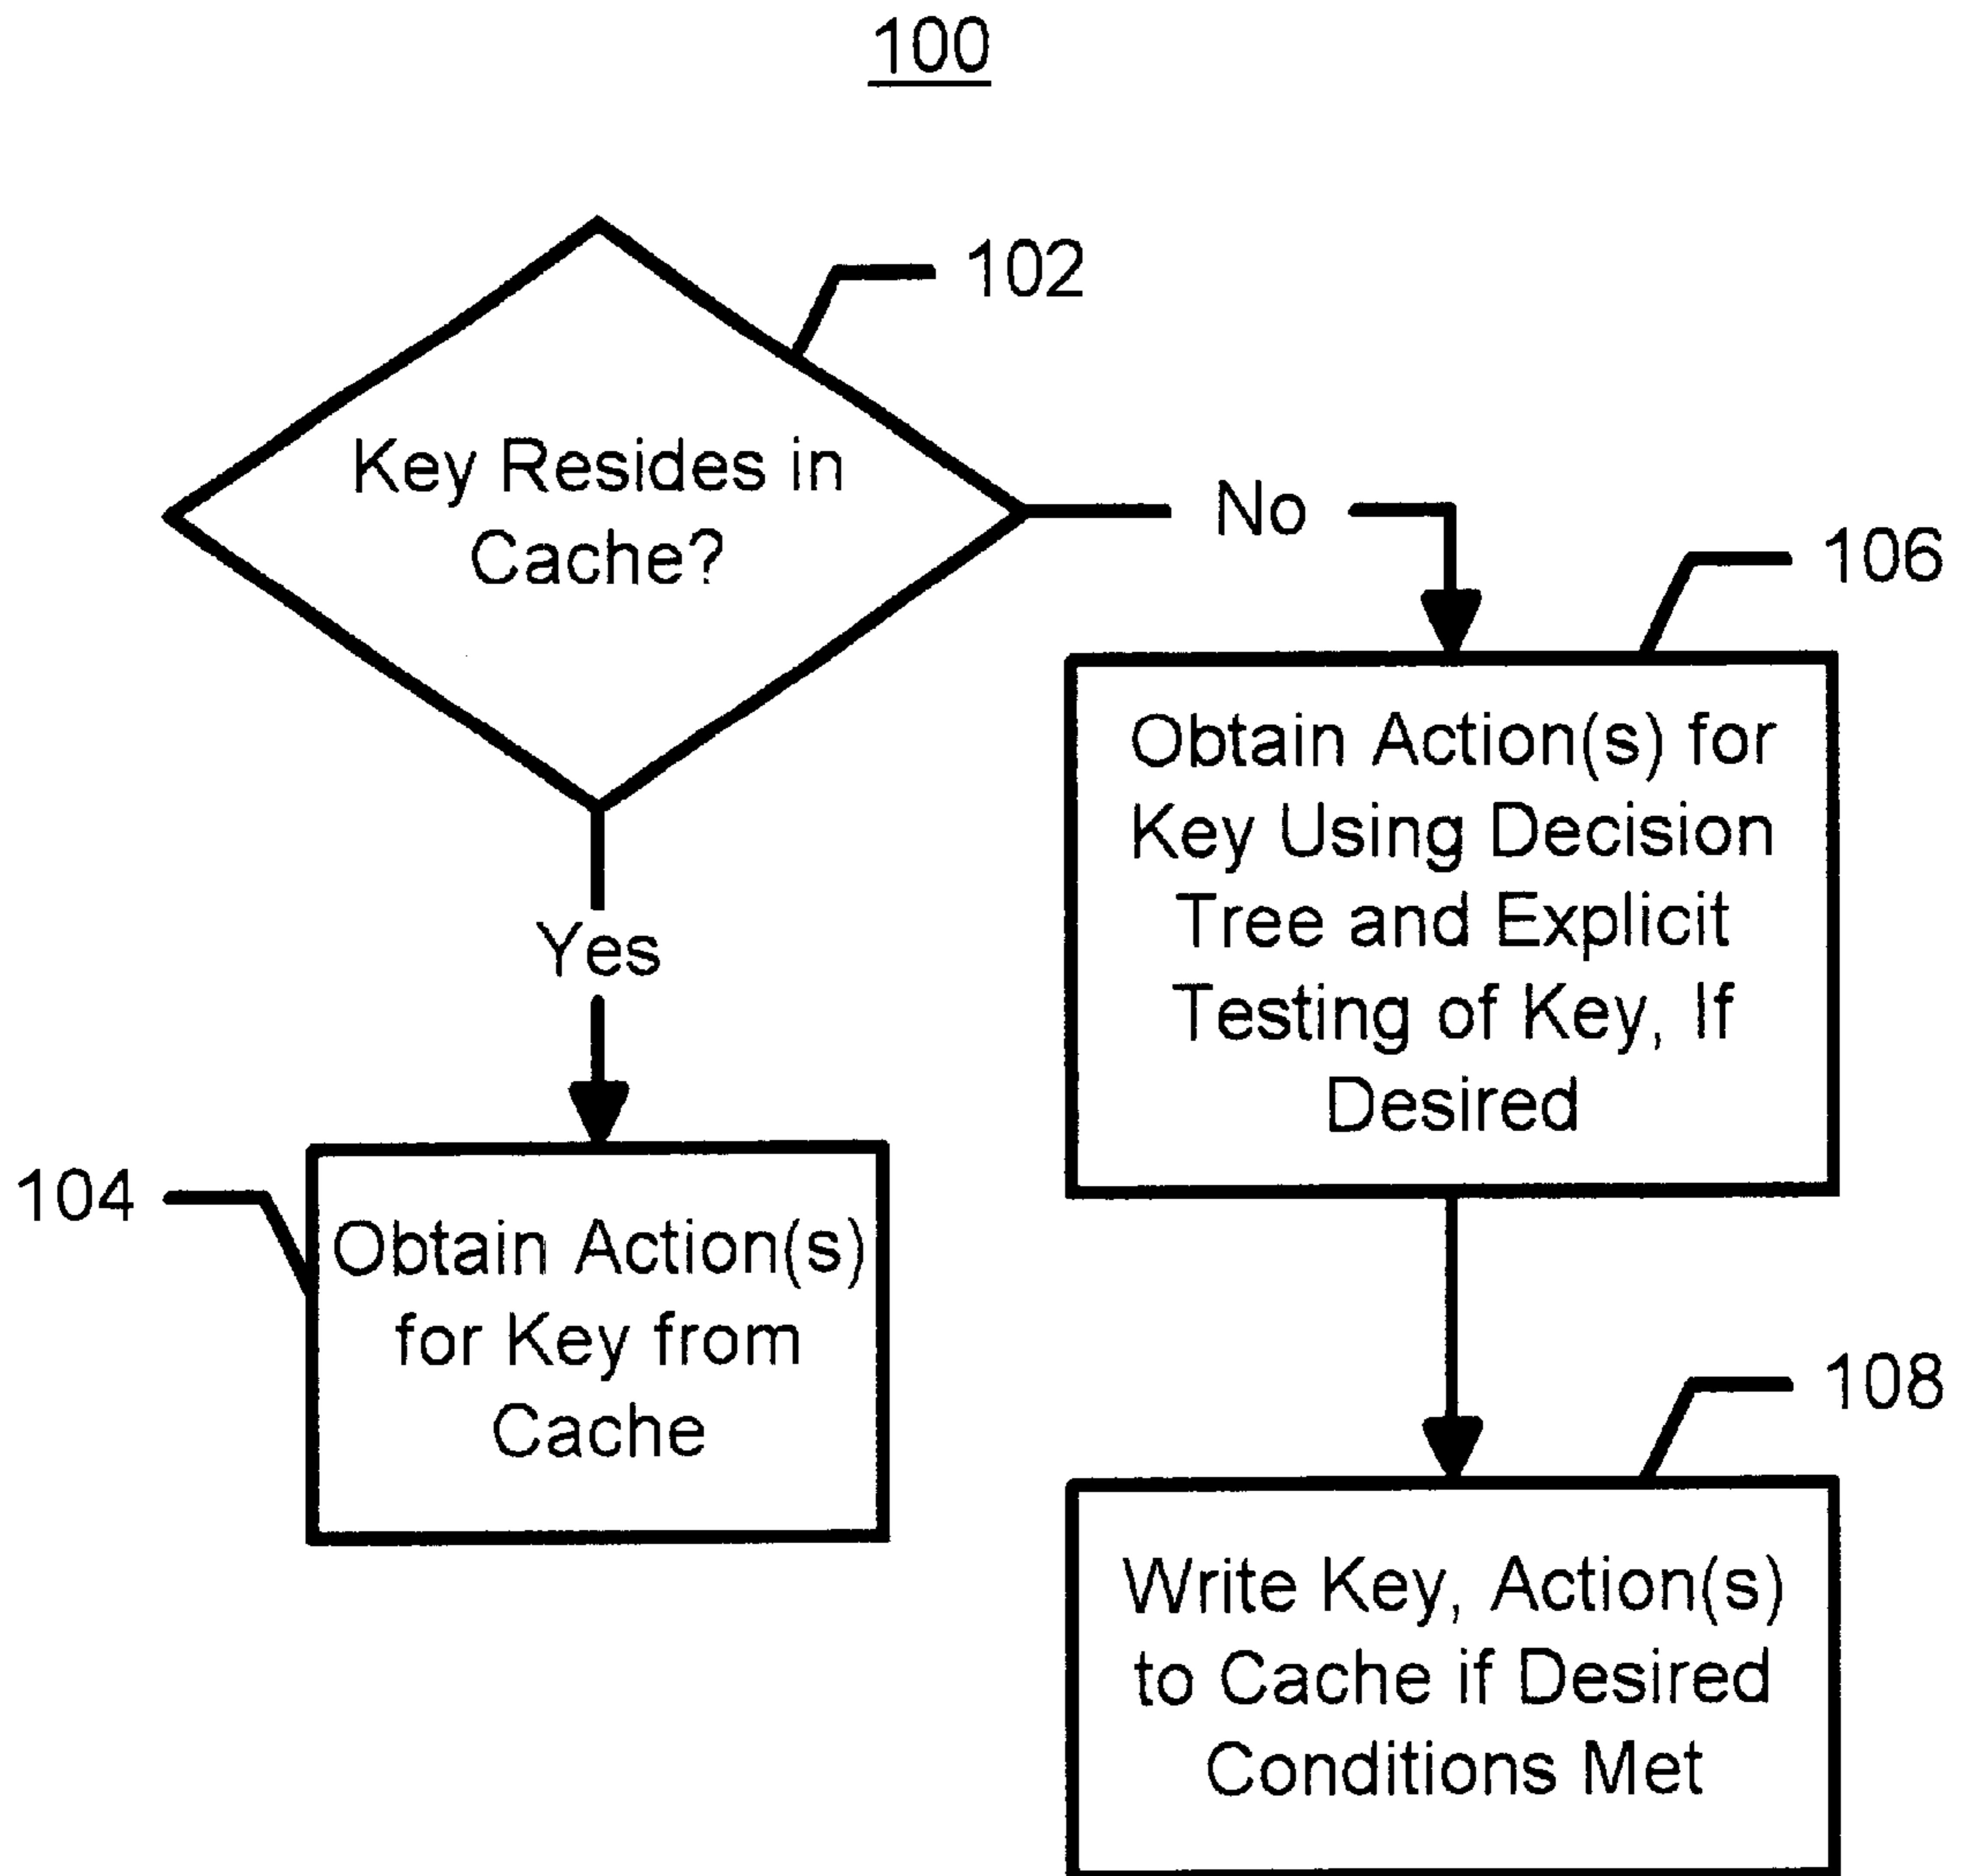 100
102
Key Resides in
Cache?
No
106
Obtain Action(s) for
Key Using Decision
Tree and Explicit
Testing of Key, If
Desired
Yes
104
Obtain Action(s)
for Key from
Cache
108
Write Key, Action(s)
to Cache if Desired
Conditions Met